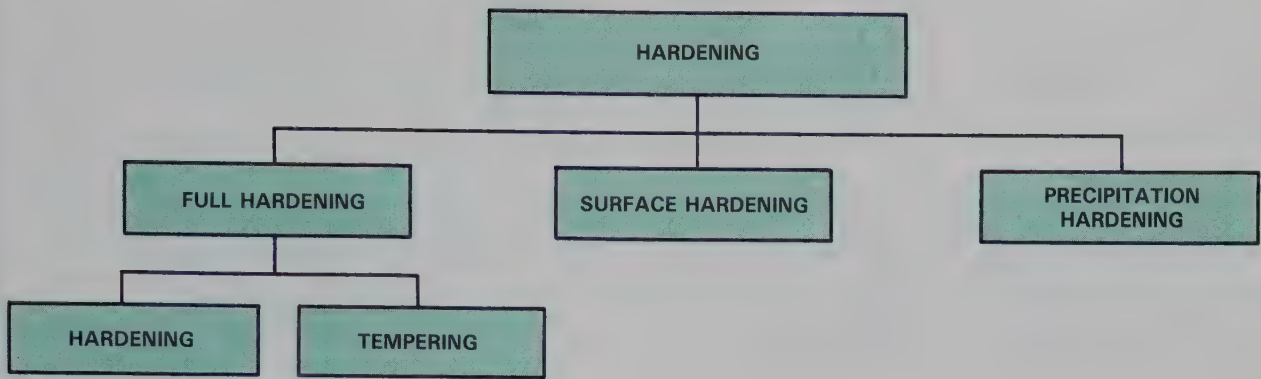 HARDENING
FULL HARDENING
SURFACE HARDENING
PRECIPITATION
HARDENING
HARDENING
TEMPERING